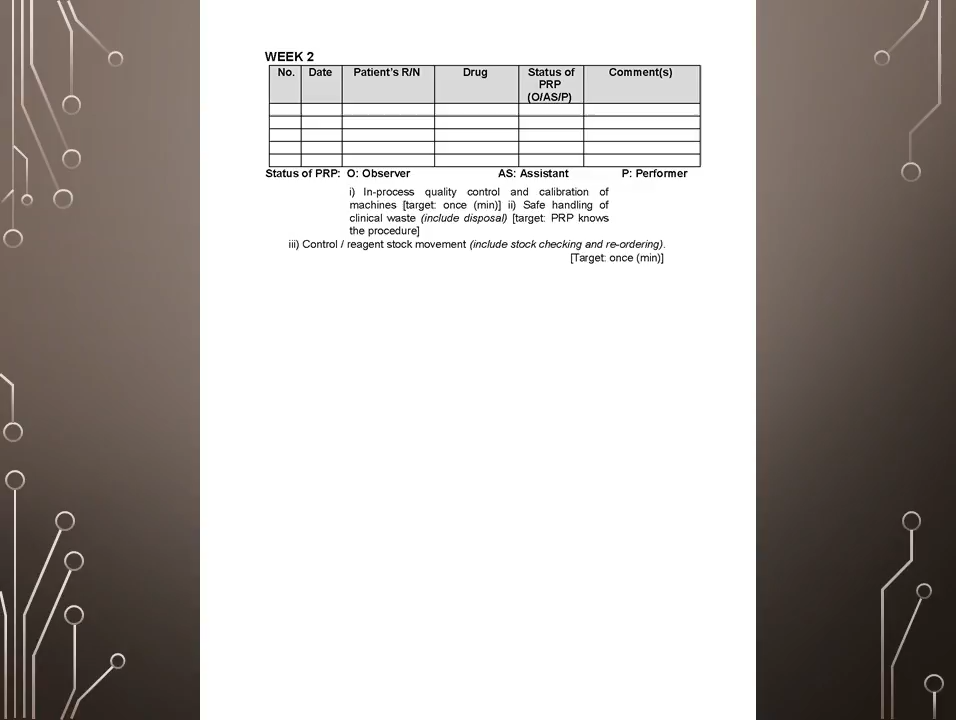 WEEK 2
No. Date Patient's R/N Drug Status of PRP (O/AS/P) Comment(s)
Status of PRP: O: Observer AS: Assistant P: Performer
i) In-process quality control and calibration of
machines [target: once (min)] ii) Safe handling of
clinical waste (include disposal) [target: PRP knows
the procedure]
iii) Control / reagent stock movement (include stock checking and re-ordering).
[Target: once (min)]